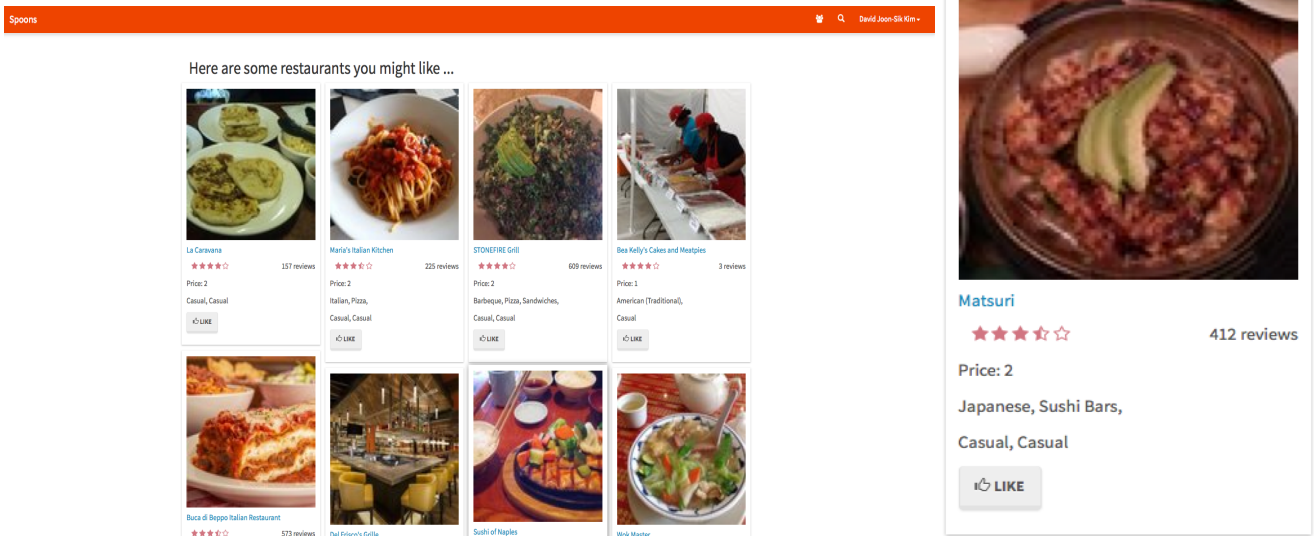 Spoons
David Joon-Sik Kim
Here are some restaurants you might like ...
La Caravana
157 reviews
Price: 2
Casual, Casual
LIKE
Maria's Italian Kitchen
225 reviews
Price: 2
Italian, Pizza,
Casual, Casual
LIKE
STONEFIRE Grill
609 reviews
Price: 2
Barbeque, Pizza, Sandwiches,
Casual, Casual
LIKE
Bea Kelly's Cakes and Meatpies
3 reviews
Price: 1
American (Traditional),
Casual
LIKE
Buca di Beppo Italian Restaurant
573 reviews
Del Frisco's Grille
Sushi of Naples
Wok Master
Matsuri
412 reviews
Price: 2
Japanese, Sushi Bars,
Casual, Casual
LIKE